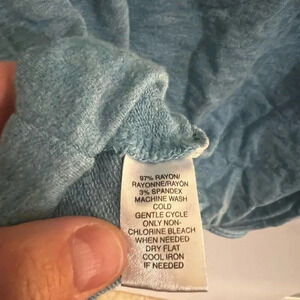 97% RAYON/
RAYONNE/RAYÓN
3% SPANDEX
MACHINE WASH
COLD
GENTLE CYCLE
ONLY NON-
CHLORINE BLEACH
WHEN NEEDED
DRY FLAT
COOL IRON
IF NEEDED